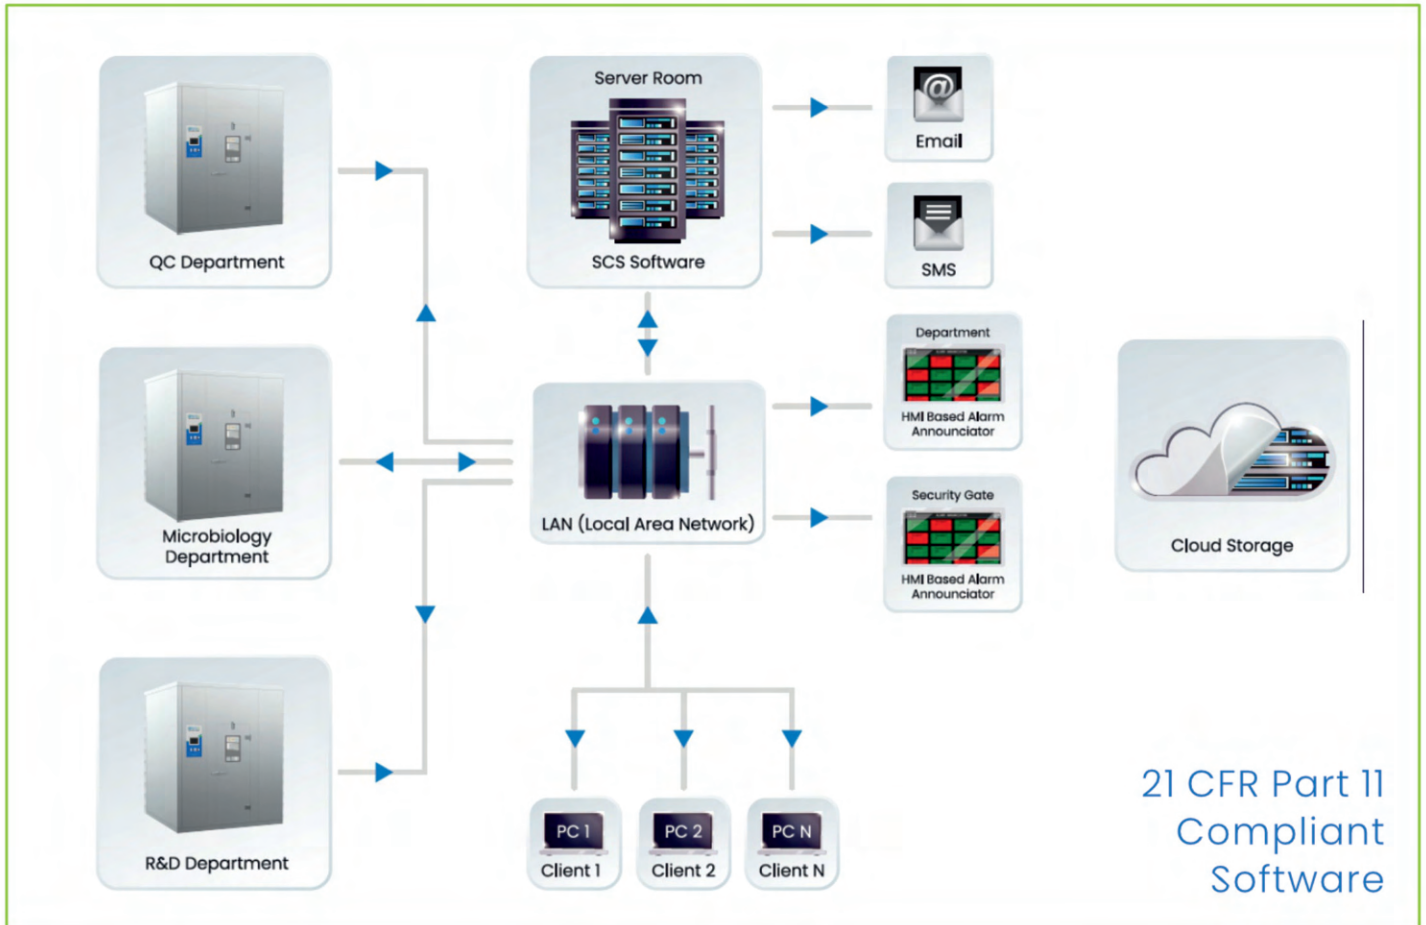 Server Room
SCS Software
Email
SMS
QC Department
Department
HMI Based Alarm
Announciator
Microbiology
Department
LAN (Local Area Network)
Security Gate
HMI Based Alarm
Announciator
Cloud Storage
R&D Department
PC 1
Client 1
PC 2
Client 2
PC N
Client N
21 CFR Part 11
Compliant
Software